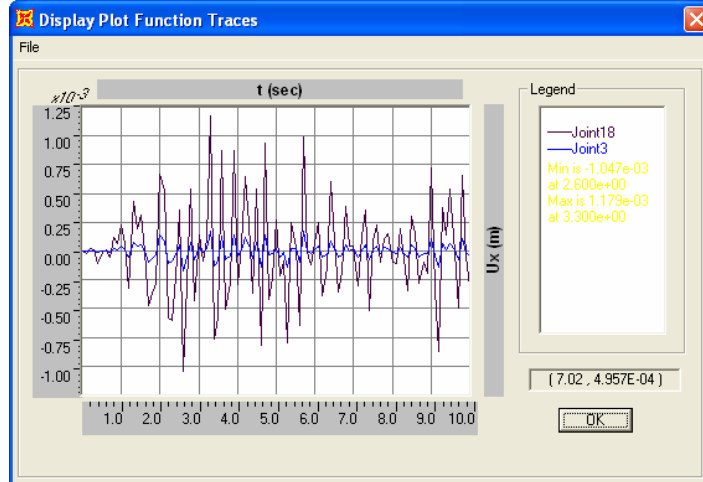 Display Plot Function Traces
File
x10-3
t (sec)
1.25
1.00
0.75
0.50
0.25
0.00
-0.25
-0.50
-0.75
-1.00
1.0 2.0 3.0 4.0 5.0 6.0 7.0 8.0 9.0 10.0
Ux (m)
Legend
Joint18
Joint3
Min is -1.047e-03
at 2.600e+00
Max is 1.179e-03
at 3.300e+00
( 7.02 , 4.957E-04 )
OK